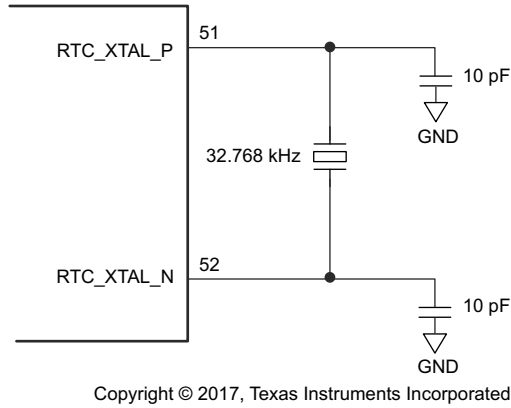 51
RTC_XTAL_P
10 pF
GND
32.768 kHz
52
RTC_XTAL_N
10 pF
GND
Copyright © 2017, Texas Instruments Incorporated